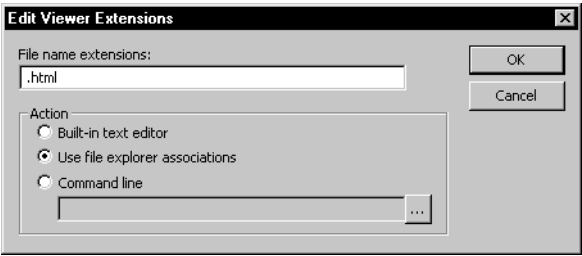 Edit Viewer Extensions
File name extensions:
.html
OK
Cancel
Action
Built-in text editor
Use file explorer associations
Command line
...